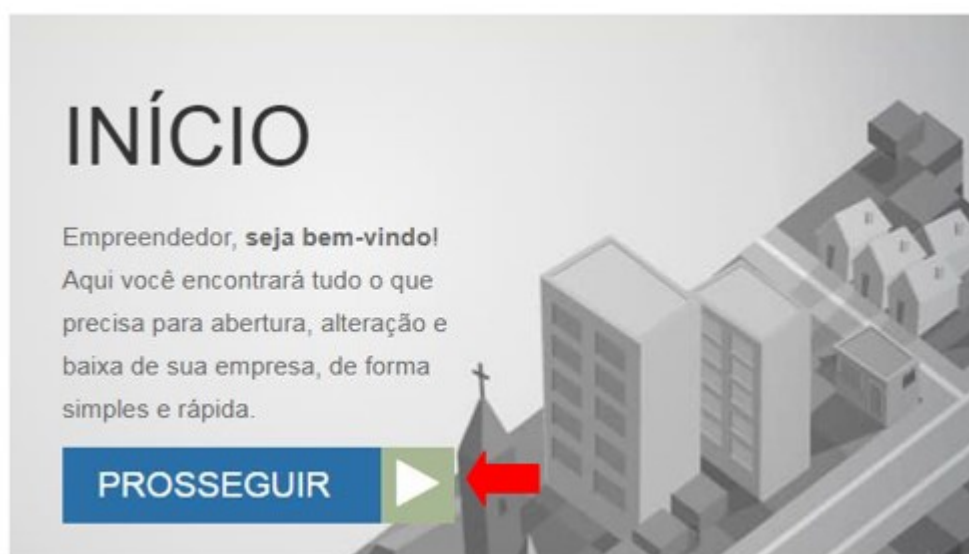 INÍCIO
Empreendedor, seja bem-vindo!
Aqui você encontrará tudo o que
precisa para abertura, alteração e
baixa de sua empresa, de forma
simples e rápida.
PROSSEGUIR